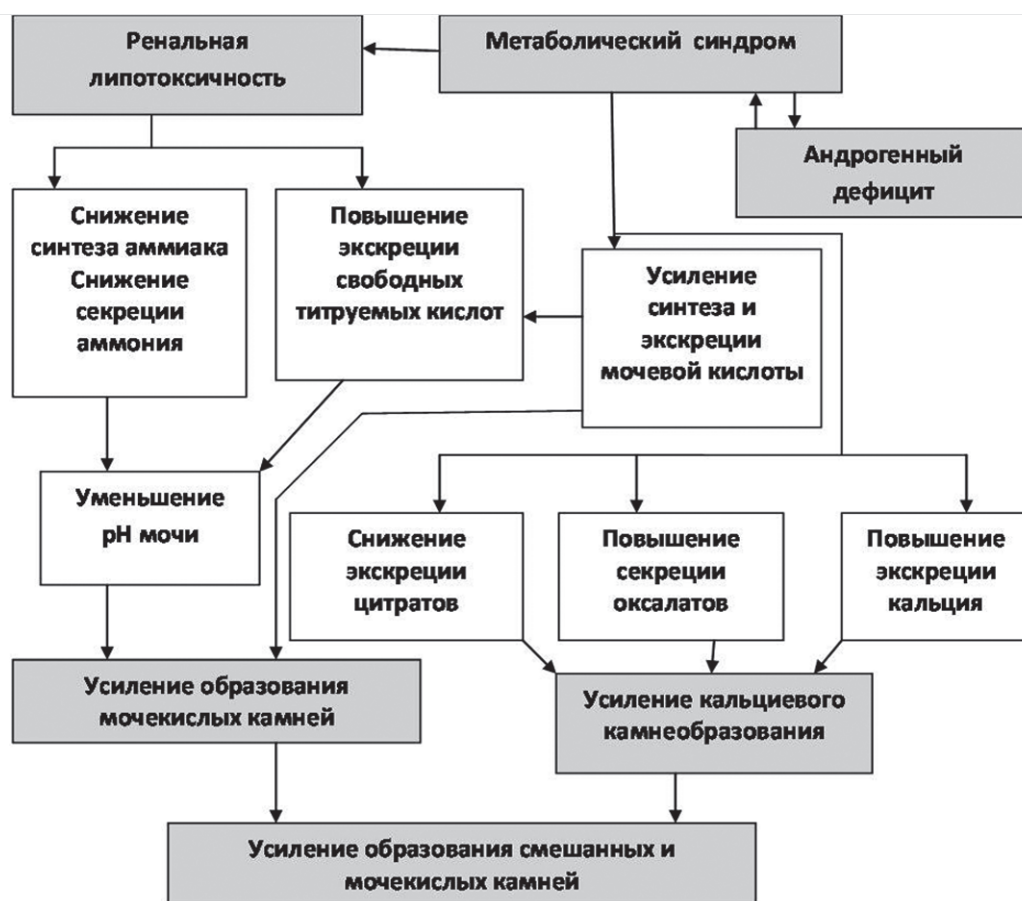 Ренальная
липотоксичность
Метаболический синдром
Андрогенный
дефицит
Снижение
синтеза аммиака
Снижение
секреции
аммония
Повышение
экскреции
свободных
титруемых кислот
Усиление
синтеза и
экскреции
мочевой кислоты
Уменьшение
pH мочи
Снижение
экскреции
цитратов
Повышение
секреции
оксалатов
Повышение
экскреции
кальция
Усиление образования
мочекислых камней
Усиление кальциевого
камнеобразования
Усиление образования смешанных и
мочекислых камней